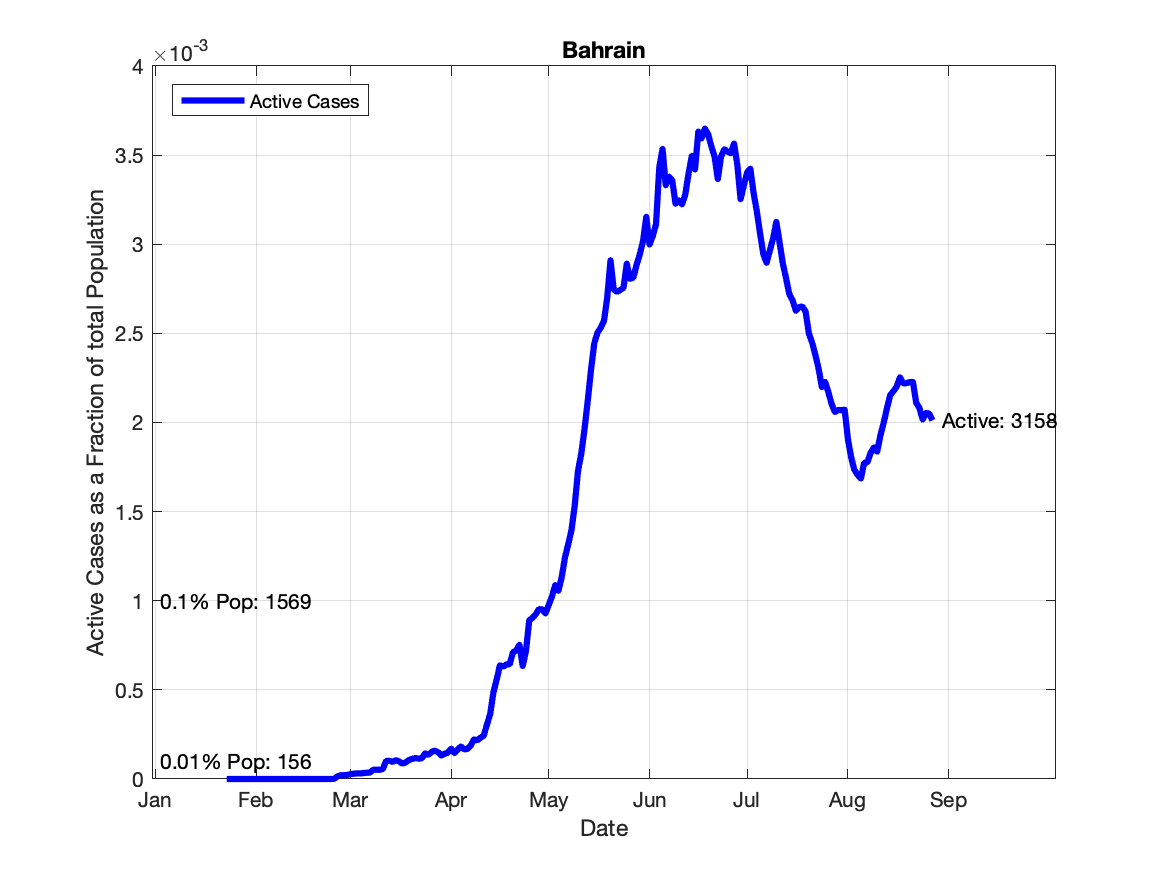 Bahrain
×10-3
4
3.5
3
2.5
2
1.5
1
0.5
0
Active Cases as a Fraction of total Population
Active Cases
Active: 3158
0.1% Pop: 1569
0.01% Pop: 156
Jan Feb Mar Apr May Jun Jul Aug Sep
Date